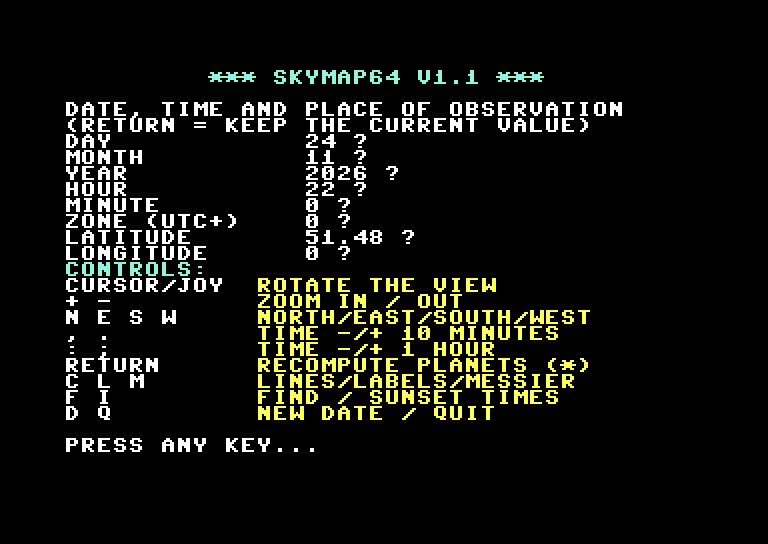 *** SKYMAP64 V1.1 ***
DATE, TIME AND PLACE OF OBSERVATION
(RETURN = KEEP THE CURRENT VALUE)
DAY 24 ?
MONTH 11 ?
YEAR 2026 ?
HOUR 22 ?
MINUTE 0 ?
ZONE (UTC+) 0 ?
LATITUDE 51.48 ?
LONGITUDE 0 ?
CONTROLS:
CURSOR/JOY ROTATE THE VIEW
+ - ZOOM IN / OUT
N E S W NORTH/EAST/SOUTH/WEST
, . TIME -/+ 10 MINUTES
: ; TIME -/+ 1 HOUR
RETURN RECOMPUTE PLANETS (*)
C L M LINES/LABELS/MESSIER
F I FIND / SUNSET TIMES
D Q NEW DATE / QUIT
PRESS ANY KEY...